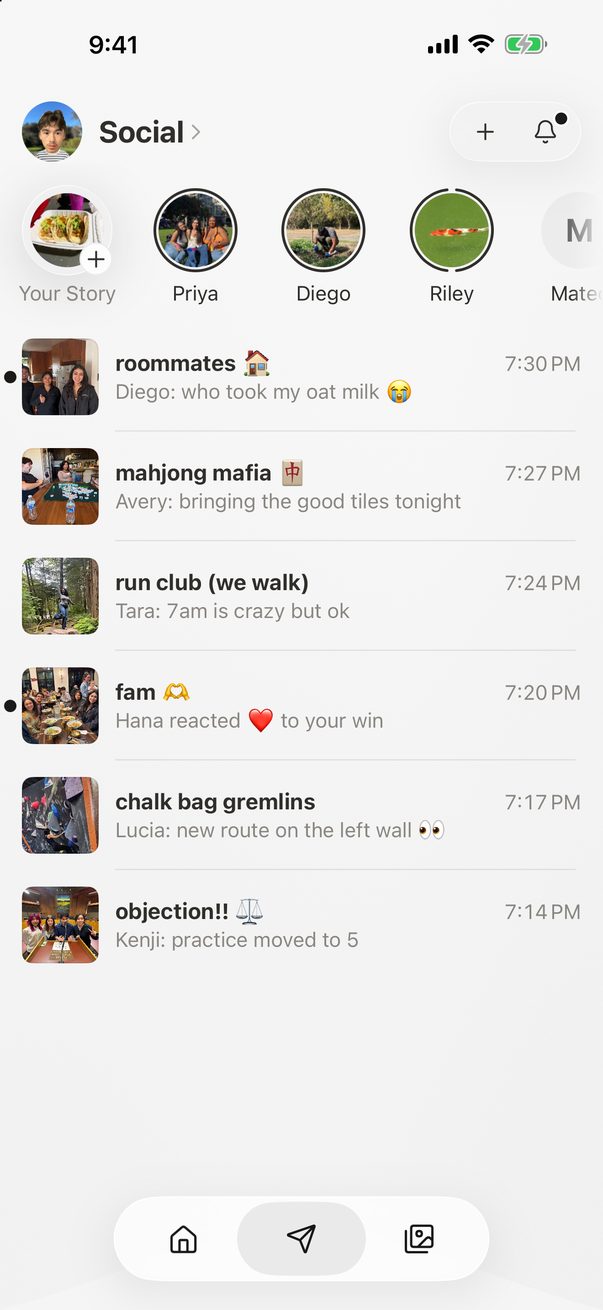 9:41
Social
Your Story
Priya
Diego
Riley
M
Mate
roommates 🏠
7:30 PM
Diego: who took my oat milk 😭
mahjong mafia 🀄
7:27 PM
Avery: bringing the good tiles tonight
run club (we walk)
7:24 PM
Tara: 7am is crazy but ok
fam 🫶
7:20 PM
Hana reacted ❤️ to your win
chalk bag gremlins
7:17 PM
Lucia: new route on the left wall 👀
objection!! ⚖️
7:14 PM
Kenji: practice moved to 5